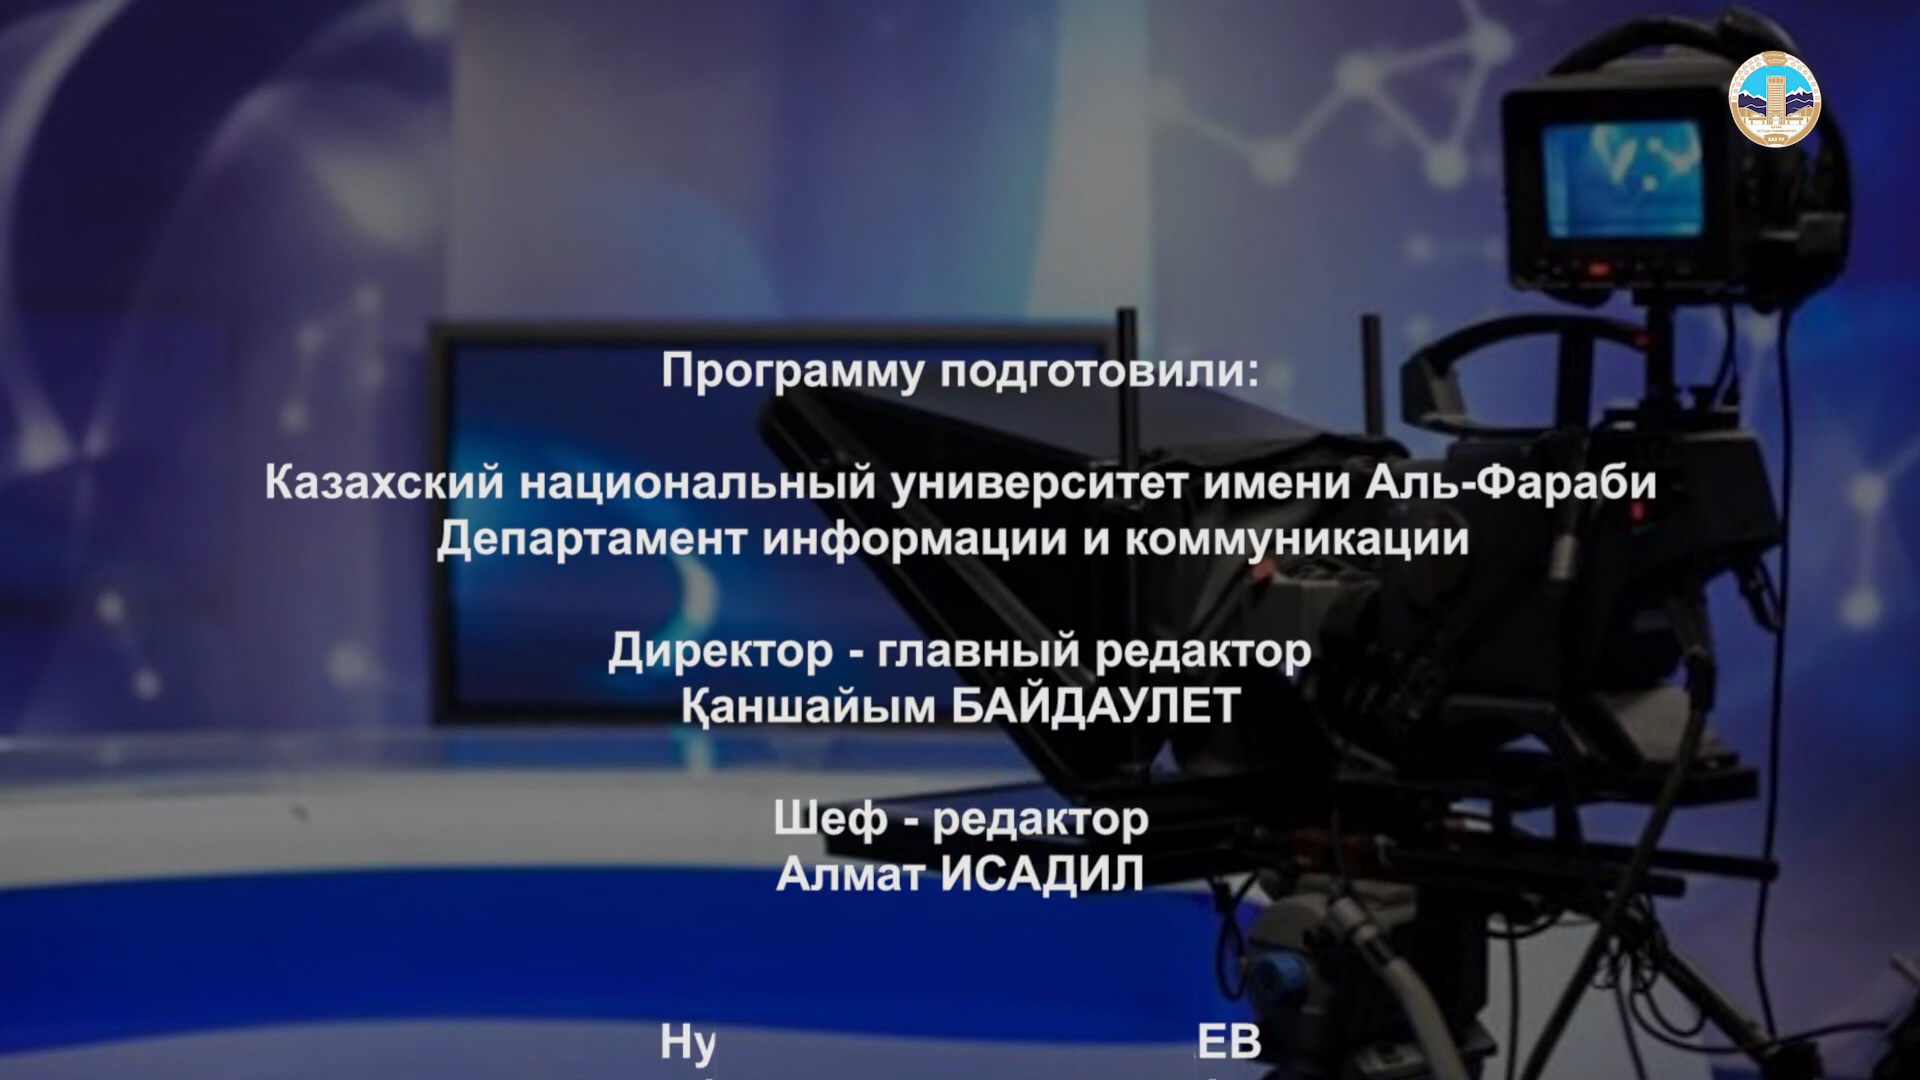 Программу подготовили:
Казахский национальный университет имени Аль-Фараби
Департамент информации и коммуникации
Директор - главный редактор
Қаншайым БАЙДАУЛЕТ
Шеф - редактор
Алмат ИСАДИЛ